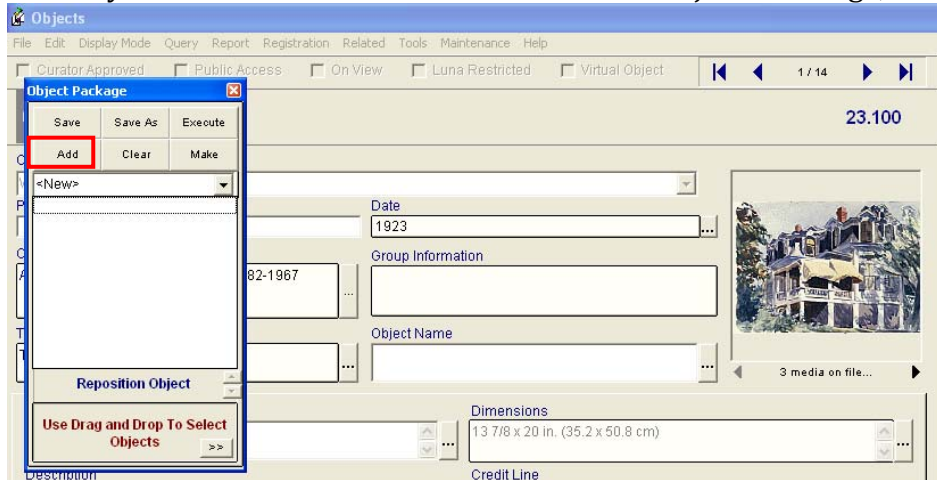 Objects
File Edit Display Mode Query Report Registration Related Tools Maintenance Help
Curator Approved Public Access On View Luna Restricted Virtual Object 1 / 14
Object Package
Save Save As Execute
23.100
Add Clear Make
<New>
Date
1923
Group Information
82-1967
...
Object Name
...
3 media on file...
Reposition Object
Dimensions
13 7/8 x 20 in. (35.2 x 50.8 cm)
Use Drag and Drop To Select
Objects >>
Description Credit Line